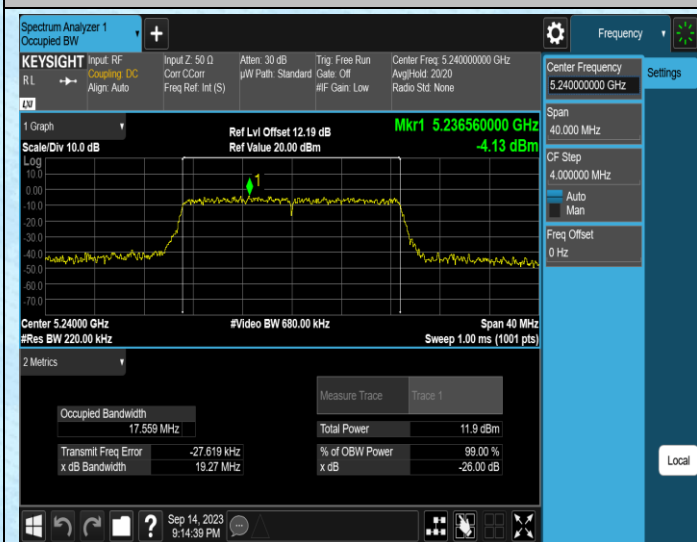 Spectrum Analyzer 1
Occupied BW
Frequency
KEYSIGHT
R L
LXI
Input: RF
Coupling: DC
Align: Auto
Input Z: 50 Ω
Corr CCorr
Freq Ref: Int (S)
Atten: 30 dB
µW Path: Standard
Trig: Free Run
Gate: Off
#IF Gain: Low
Center Freq: 5.240000000 GHz
Avg|Hold: 20/20
Radio Std: None
Center Frequency
5.240000000 GHz
Settings
Span
40.000 MHz
CF Step
4.000000 MHz
Auto
Man
Freq Offset
0 Hz
Local
1 Graph
Scale/Div 10.0 dB
Ref Lvl Offset 12.19 dB
Ref Value 20.00 dBm
Mkr1 5.236560000 GHz
-4.13 dBm
Log
10.0
0.00
-10.0
-20.0
-30.0
-40.0
-50.0
-60.0
-70.0
1
Center 5.24000 GHz
#Res BW 220.00 kHz
#Video BW 680.00 kHz
Span 40 MHz
Sweep 1.00 ms (1001 pts)
2 Metrics
Measure Trace Trace 1
Occupied Bandwidth
17.559 MHz
Total Power 11.9 dBm
Transmit Freq Error -27.619 kHz
% of OBW Power 99.00 %
x dB Bandwidth 19.27 MHz
x dB -26.00 dB
?
Sep 14, 2023
9:14:39 PM